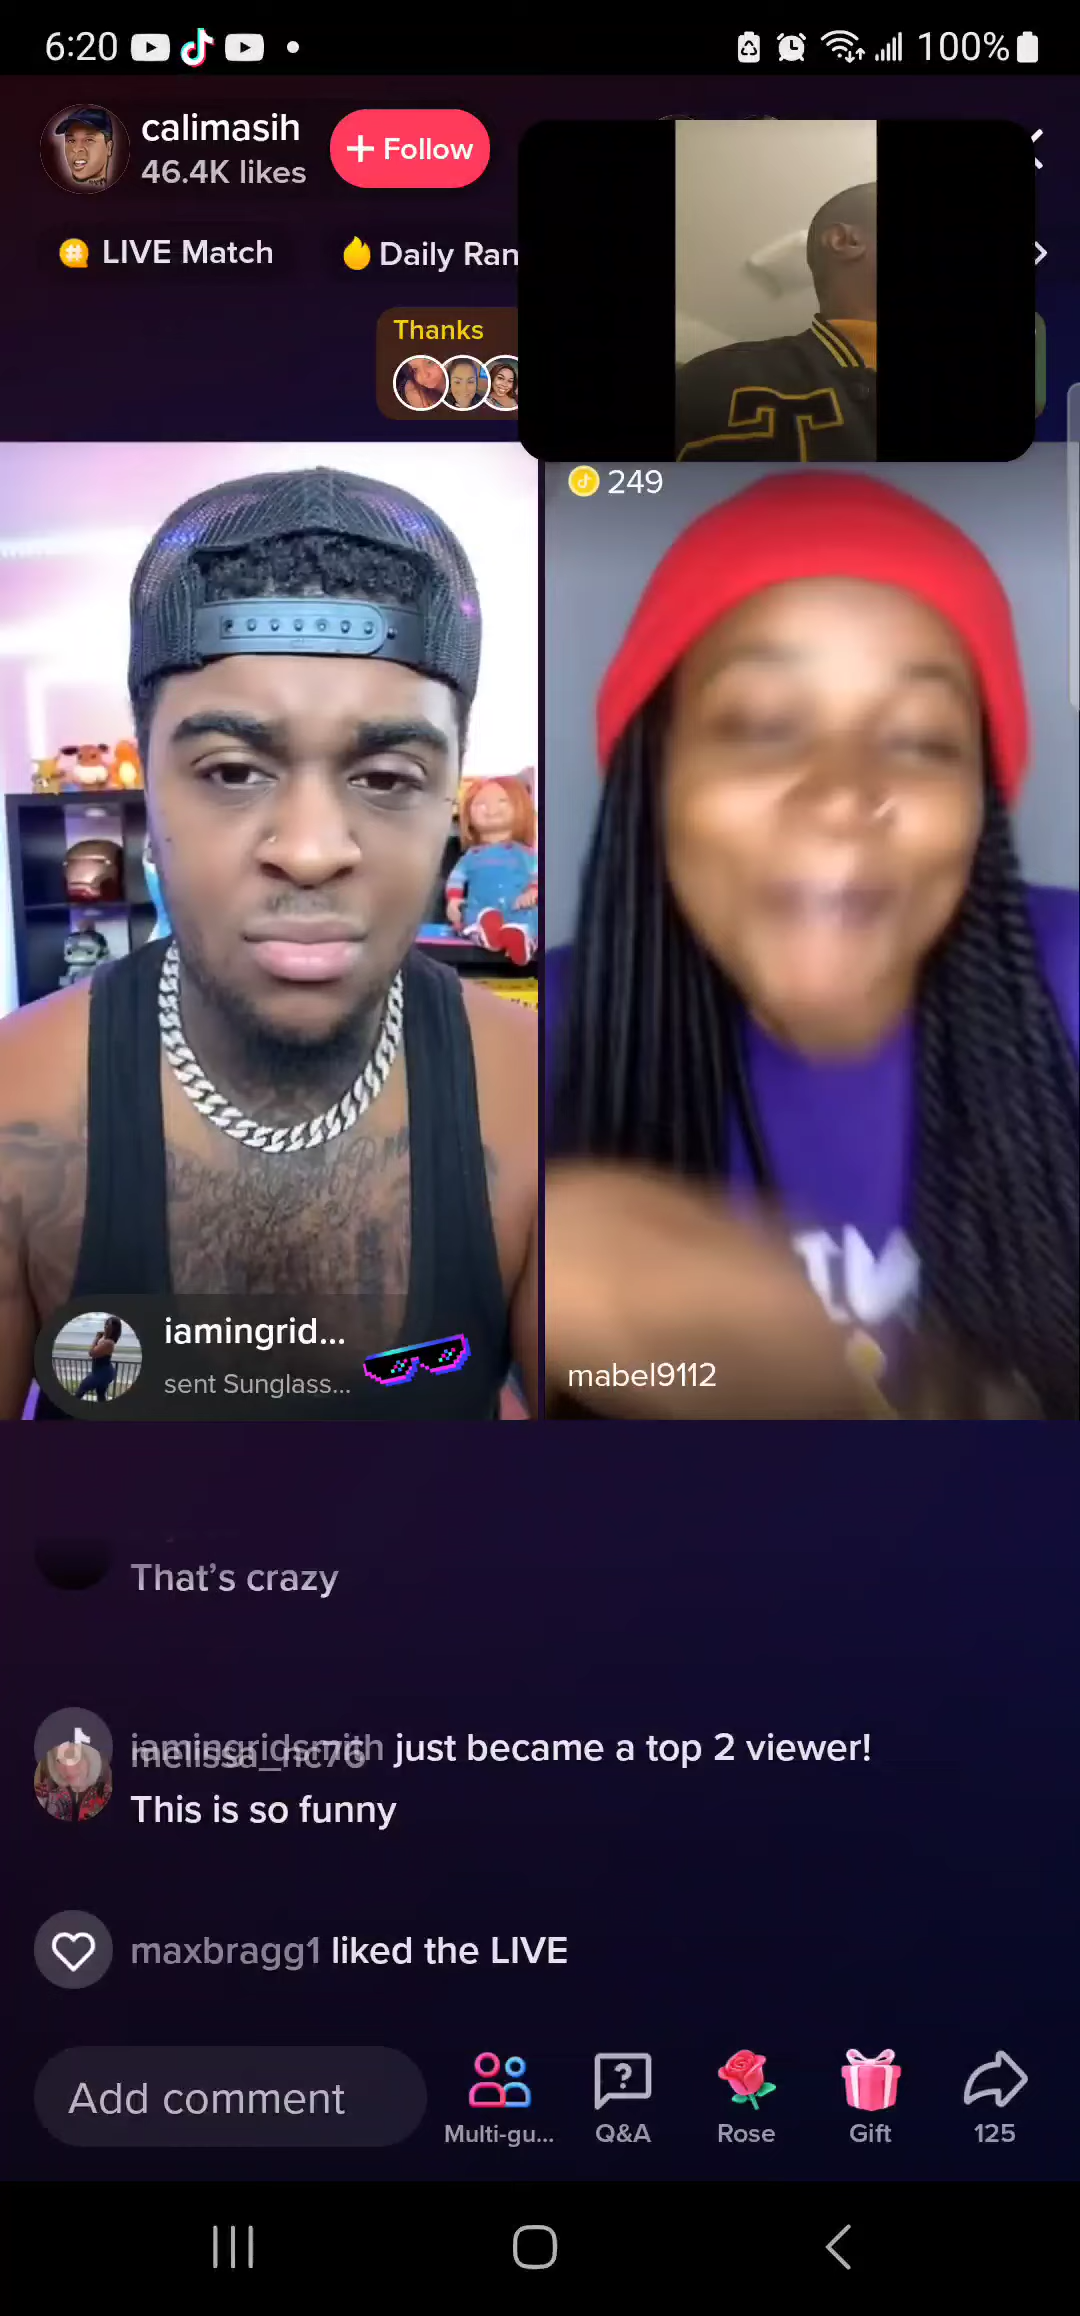 6:20
100%
calimasih
46.4K likes
+ Follow
LIVE Match
Daily Ran
Thanks
T
249
iamingrid...
sent Sunglass...
mabel9112
That's crazy
iamingridsmith just became a top 2 viewer!
melissa_nc76
This is so funny
maxbragg1 liked the LIVE
Add comment
Multi-gu...
Q&A
Rose
Gift
125